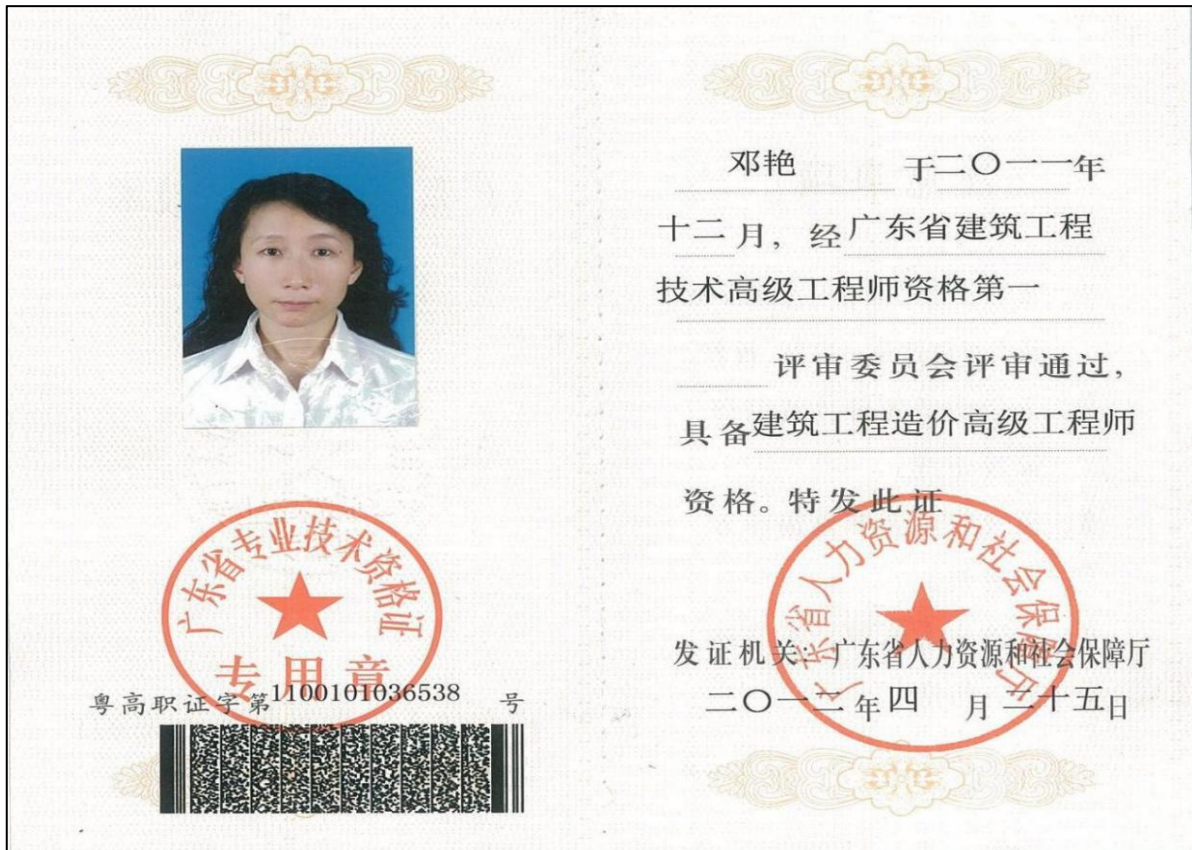 广东省专业技术资格证
专用章
粤高职证字第1100101036538 号
邓艳 于二〇一一年
十二月，经广东省建筑工程
技术高级工程师资格第一
评审委员会评审通过，
具备建筑工程造价高级工程师
资格。特发此证
广东省人力资源和社会保障厅
发证机关：广东省人力资源和社会保障厅
二〇一二年四 月二十五日